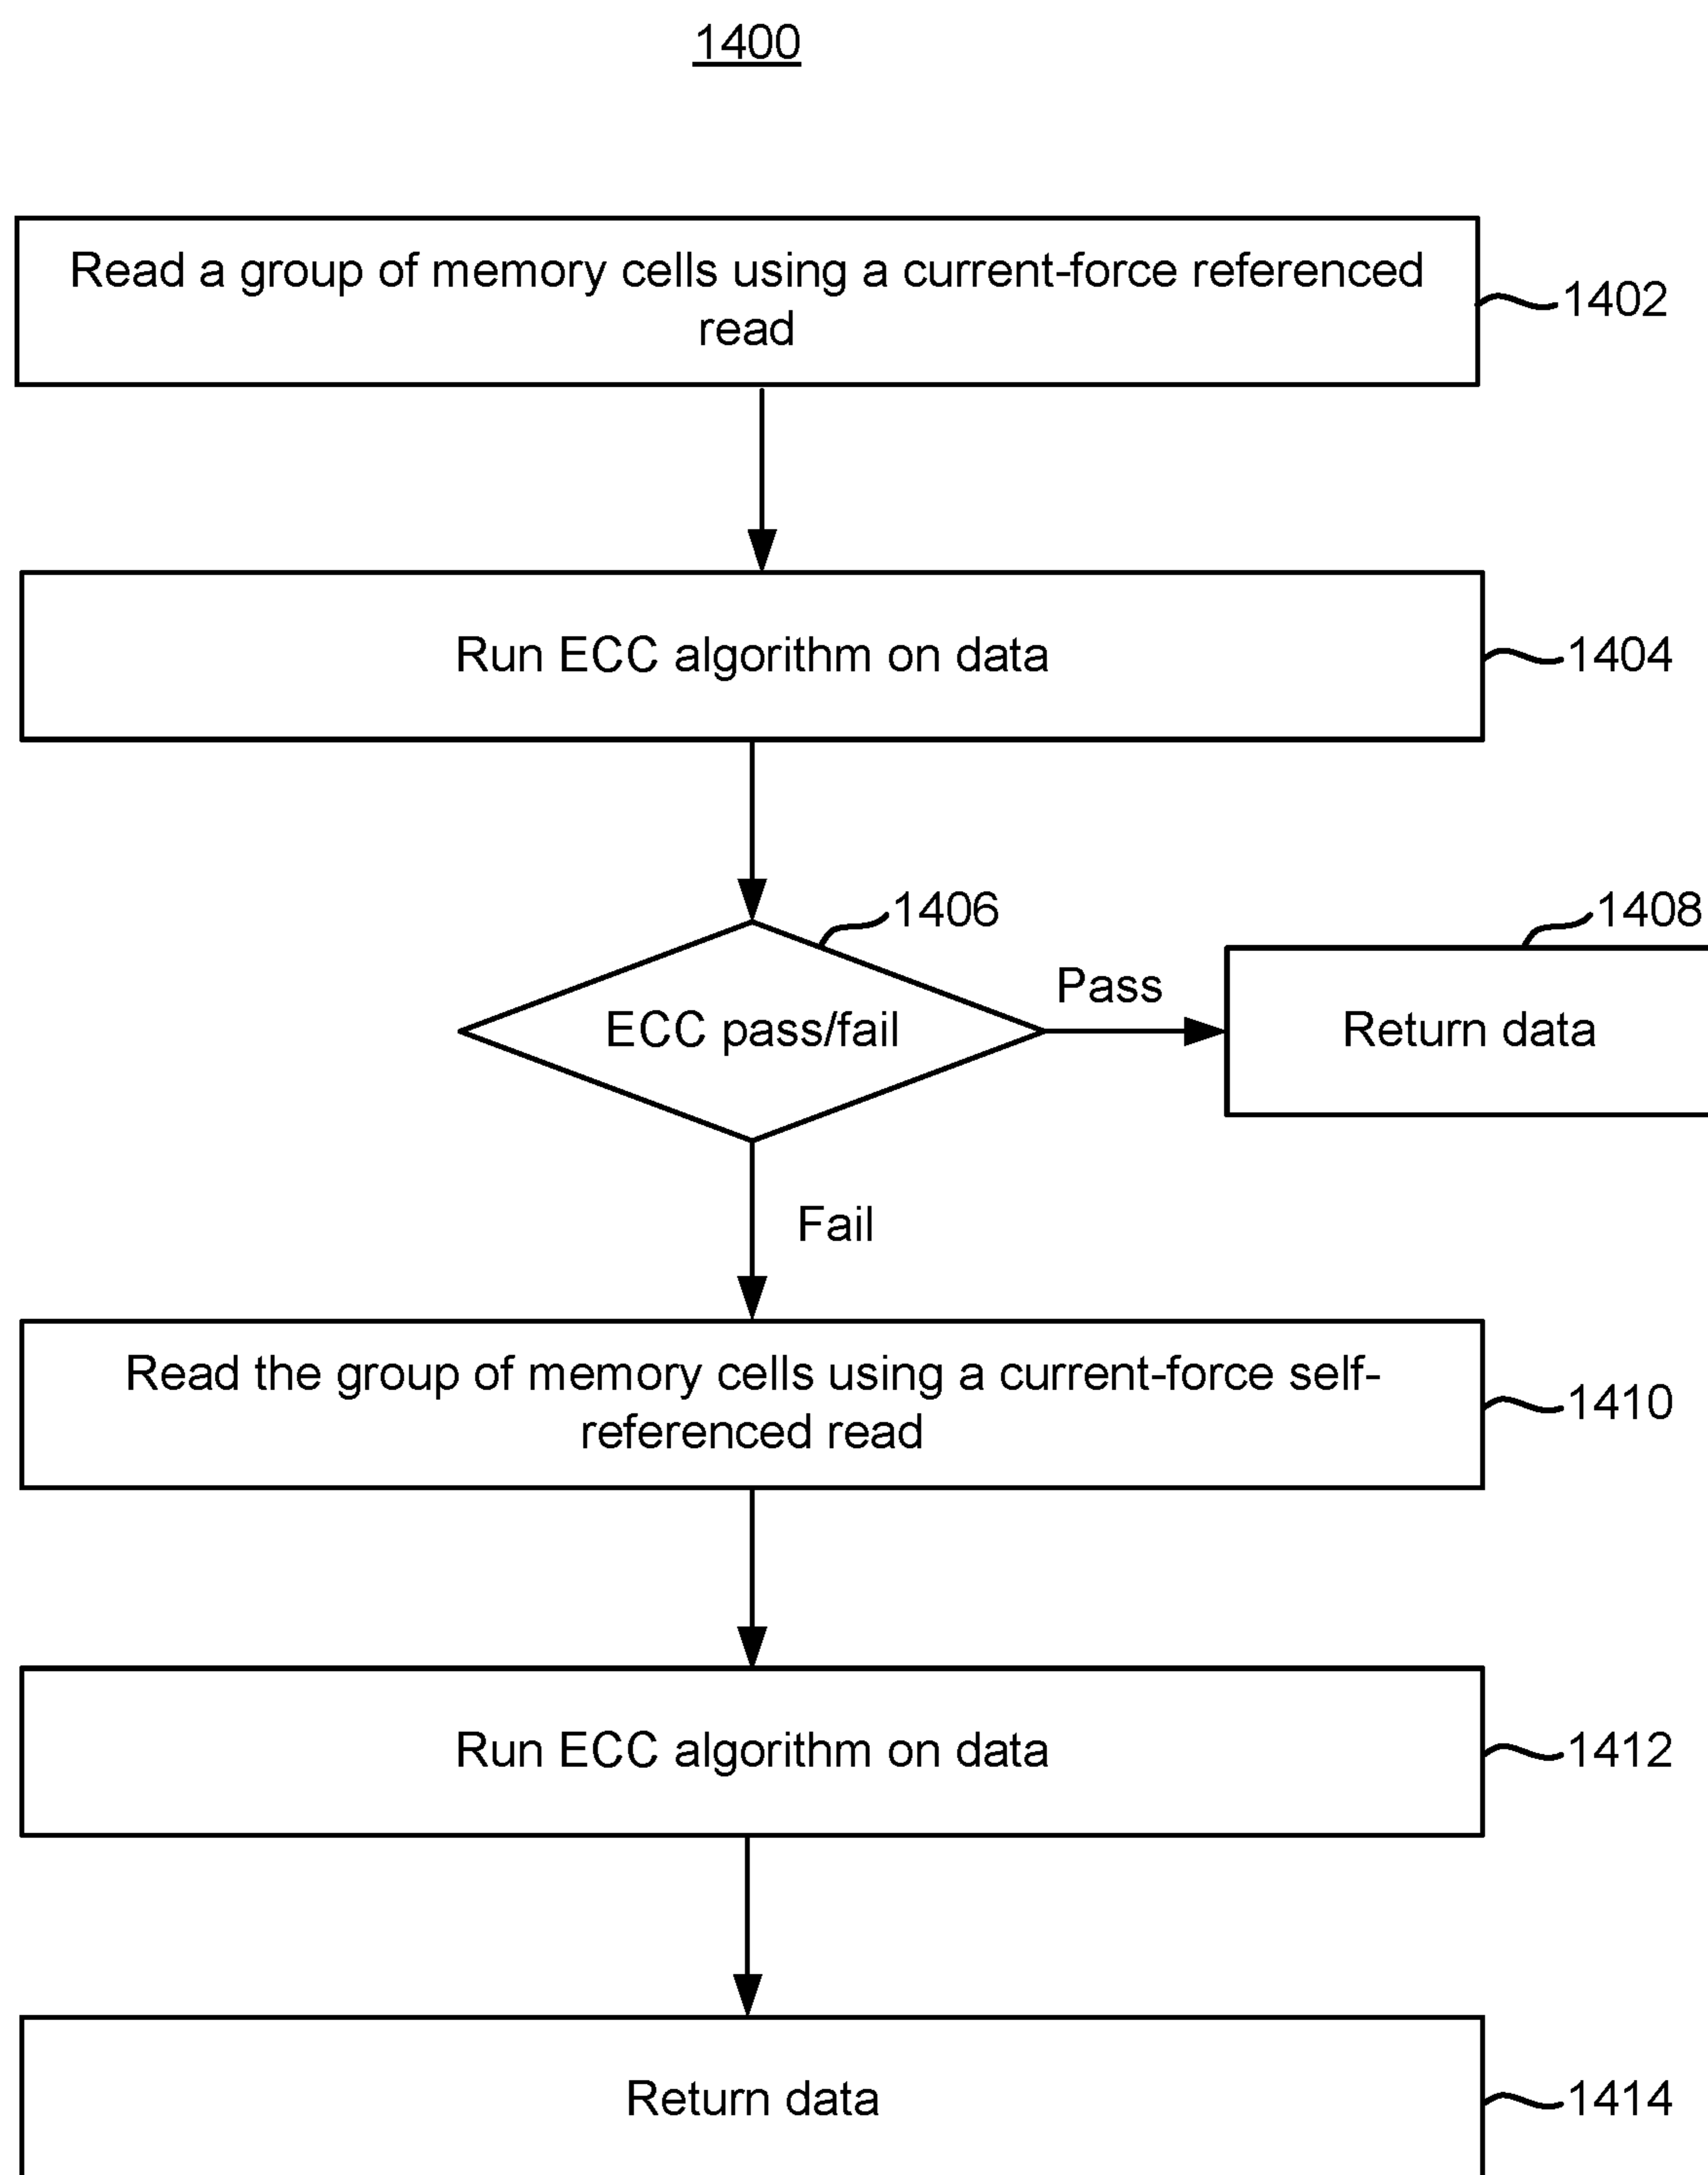 1400
Read a group of memory cells using a current-force referenced
read
1402
Run ECC algorithm on data
1404
1406
ECC pass/fail
Pass
1408
Return data
Fail
Read the group of memory cells using a current-force self-
referenced read
1410
Run ECC algorithm on data
1412
Return data
1414